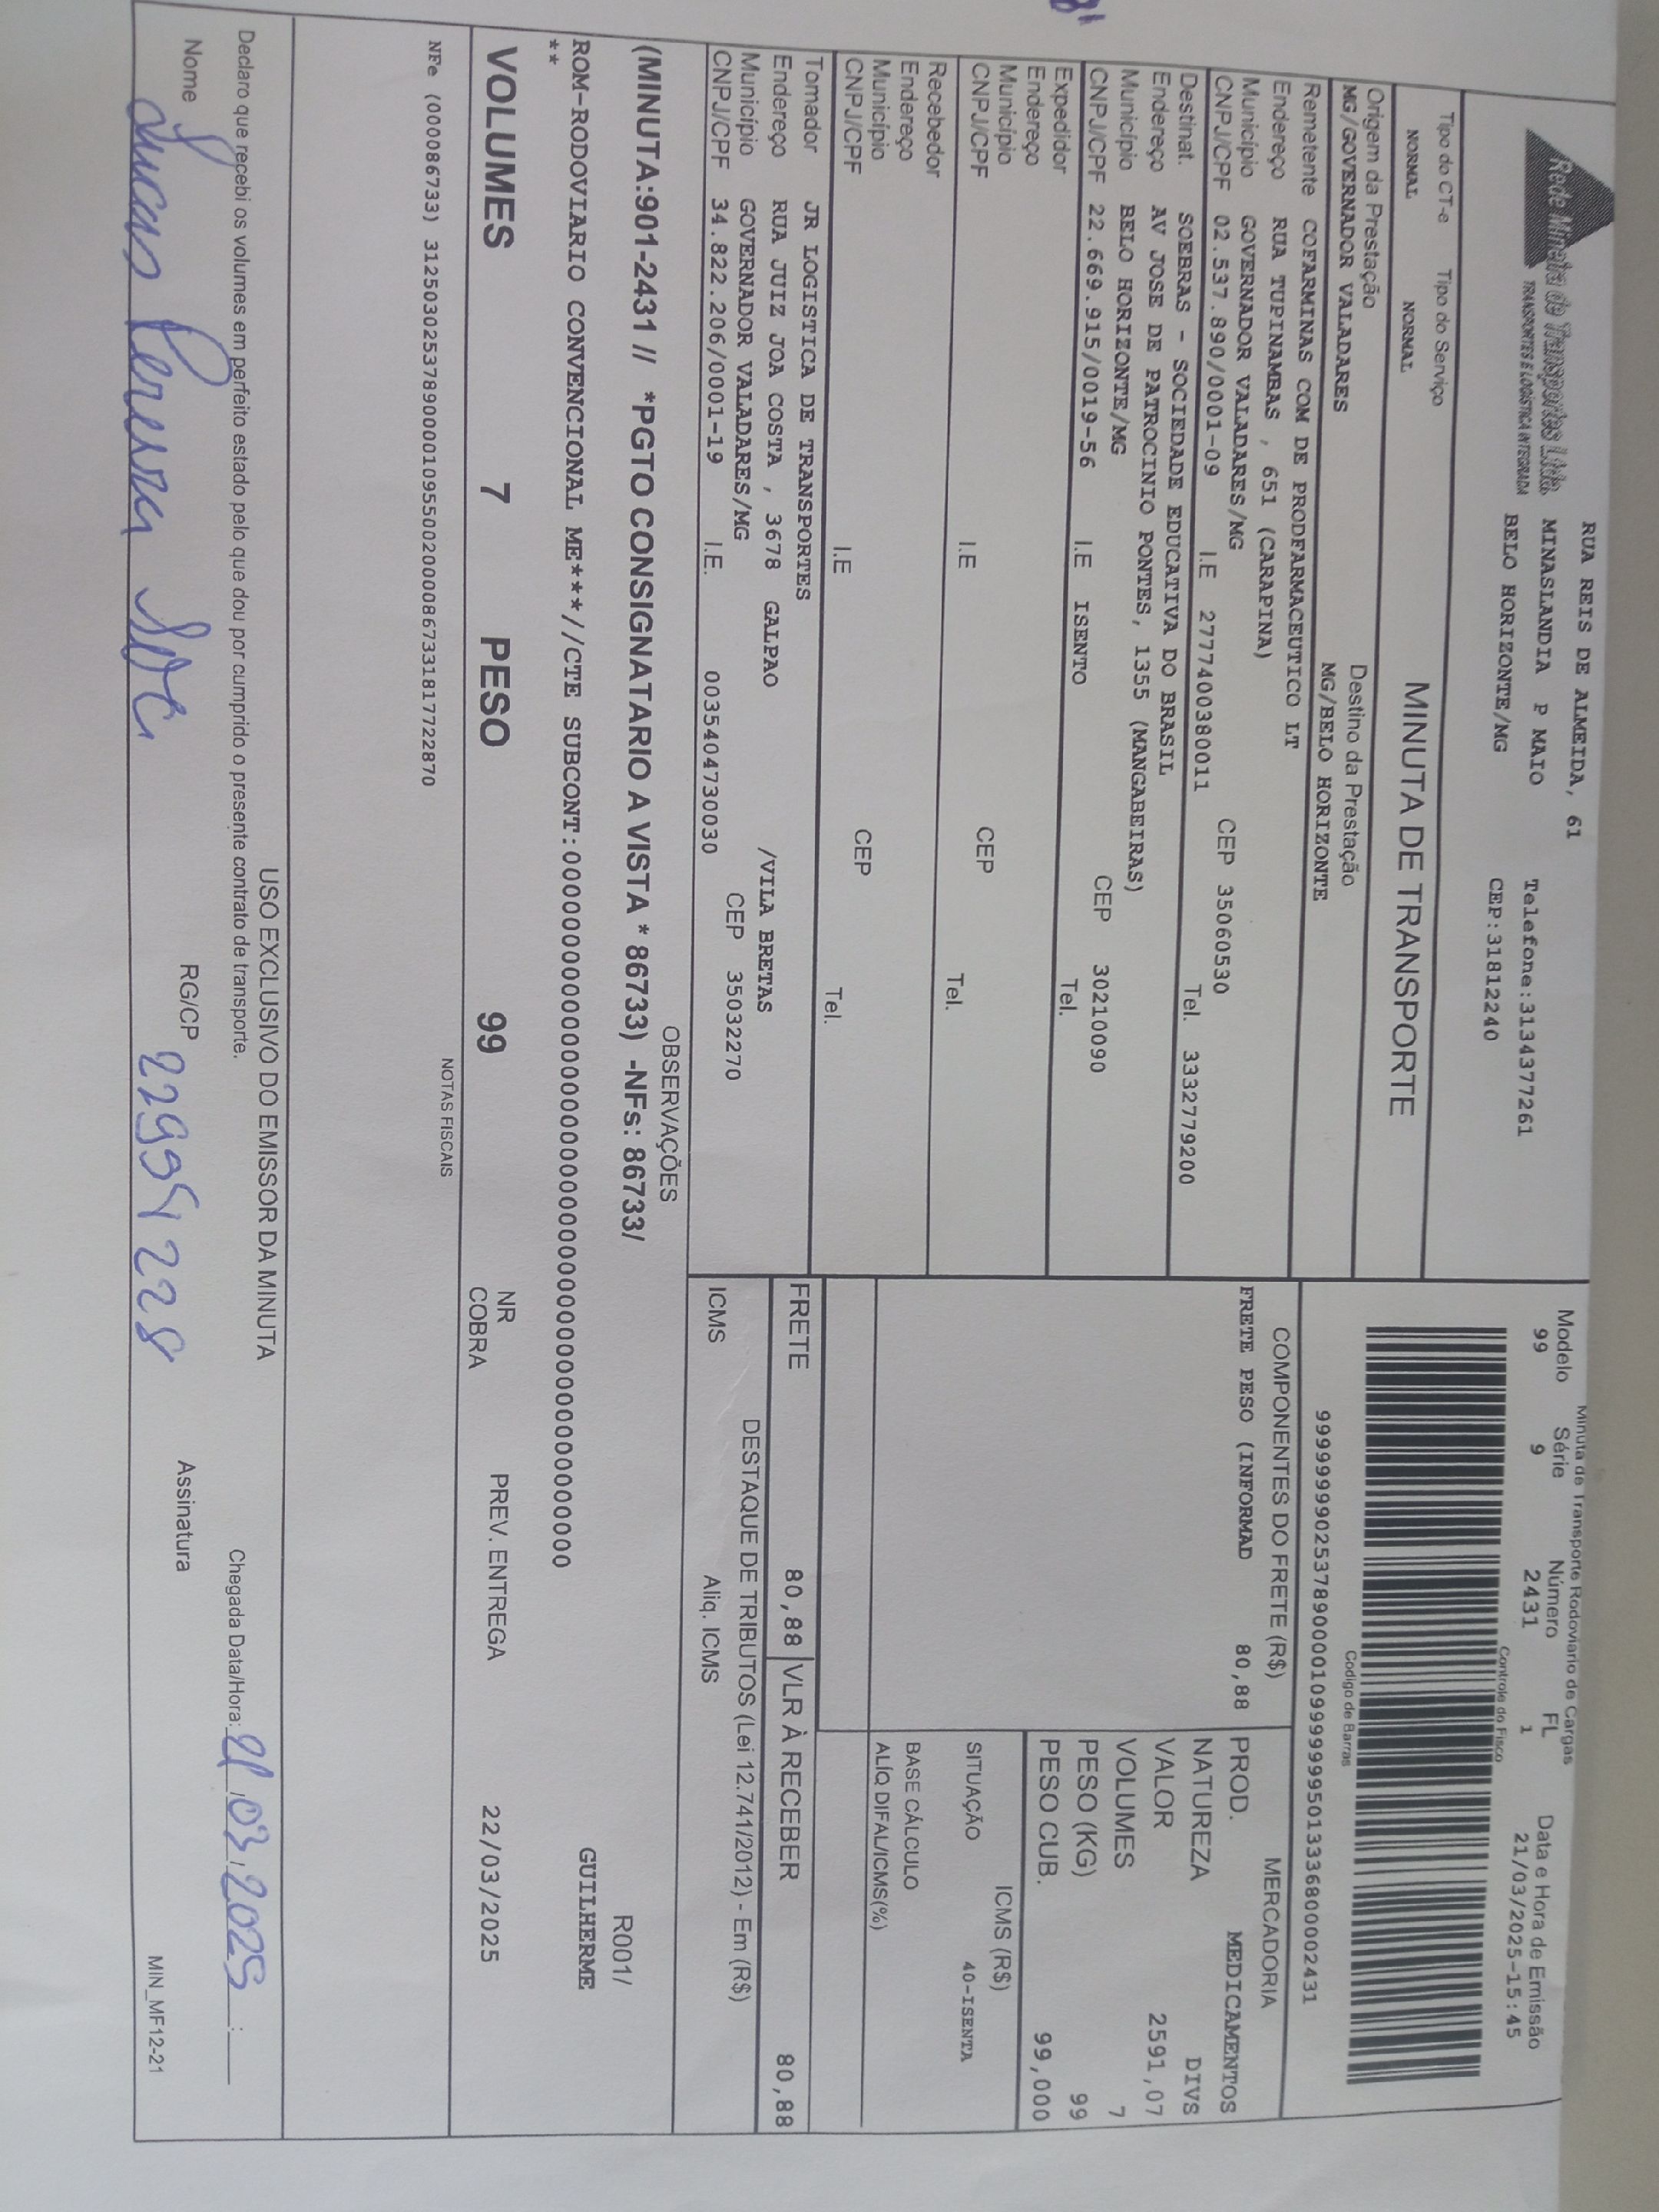 Rede Mineira de Transportes Ltda
TRANSPORTES E LOGÍSTICA INTEGRADA
RUA REIS DE ALMEIDA, 61
MINASLANDIA P MAIO Telefone:3134377261
BELO HORIZONTE/MG CEP:31812240
Minuta de Transporte Rodoviario de Cargas
Modelo Série Número FL Data e Hora de Emissão
99 9 2431 1 21/03/2025-15:45
Controle do Fisco
Tipo do CT-e Tipo do Serviço
NORMAL NORMAL
MINUTA DE TRANSPORTE
Codigo de Barras
Origem da Prestação Destino da Prestação
MG/GOVERNADOR VALADARES MG/BELO HORIZONTE
Remetente COFARMINAS COM DE PRODFARMACEUTICO LT
Endereço RUA TUPINAMBAS , 651 (CARAPINA)
Município GOVERNADOR VALADARES/MG CEP 35060530
CNPJ/CPF 02.537.890/0001-09 I.E 2777400380011 Tel. 3332779200
Destinat. SOEBRAS - SOCIEDADE EDUCATIVA DO BRASIL
Endereço AV JOSE DE PATROCINIO PONTES, 1355 (MANGABEIRAS)
Município BELO HORIZONTE/MG CEP 30210090
CNPJ/CPF 22.669.915/0019-56 I.E ISENTO Tel.
Expedidor
Endereço
Município CEP
CNPJ/CPF I.E Tel.
Recebedor
Endereço
Município CEP
CNPJ/CPF I.E Tel.
Tomador JR LOGISTICA DE TRANSPORTES
Endereço RUA JUIZ JOA COSTA , 3678 GALPAO /VILA BRETAS
Município GOVERNADOR VALADARES/MG CEP 35032270
CNPJ/CPF 34.822.206/0001-19 I.E. 0035404730030
COMPONENTES DO FRETE (R$)
FRETE PESO (INFORMAD 80,88
MERCADORIA
PROD. MEDICAMENTOS
NATUREZA DIVS
VALOR 2591,07
VOLUMES 7
PESO (KG) 99
PESO CUB. 99,000
ICMS (R$)
SITUAÇÃO 40-ISENTA
BASE CÁLCULO
ALÍQ DIFAL/ICMS(%)
FRETE 80,88 VLR À RECEBER 80,88
DESTAQUE DE TRIBUTOS (Lei 12.741/2012) - Em (R$)
ICMS Aliq. ICMS
OBSERVAÇÕES
(MINUTA:901-2431 // *PGTO CONSIGNATARIO A VISTA * 86733) -NFs: 86733/ R001/
GUILHERME
**
VOLUMES 7 PESO 99 NR COBRA PREV. ENTREGA 22/03/2025
NOTAS FISCAIS
USO EXCLUSIVO DO EMISSOR DA MINUTA
Declaro que recebi os volumes em perfeito estado pelo que dou por cumprido o presente contrato de transporte. Chegada Data/Hora: 21/03/2025 :
Nome Lucas Pereira RG/CP Assinatura
MIN_MF12-21